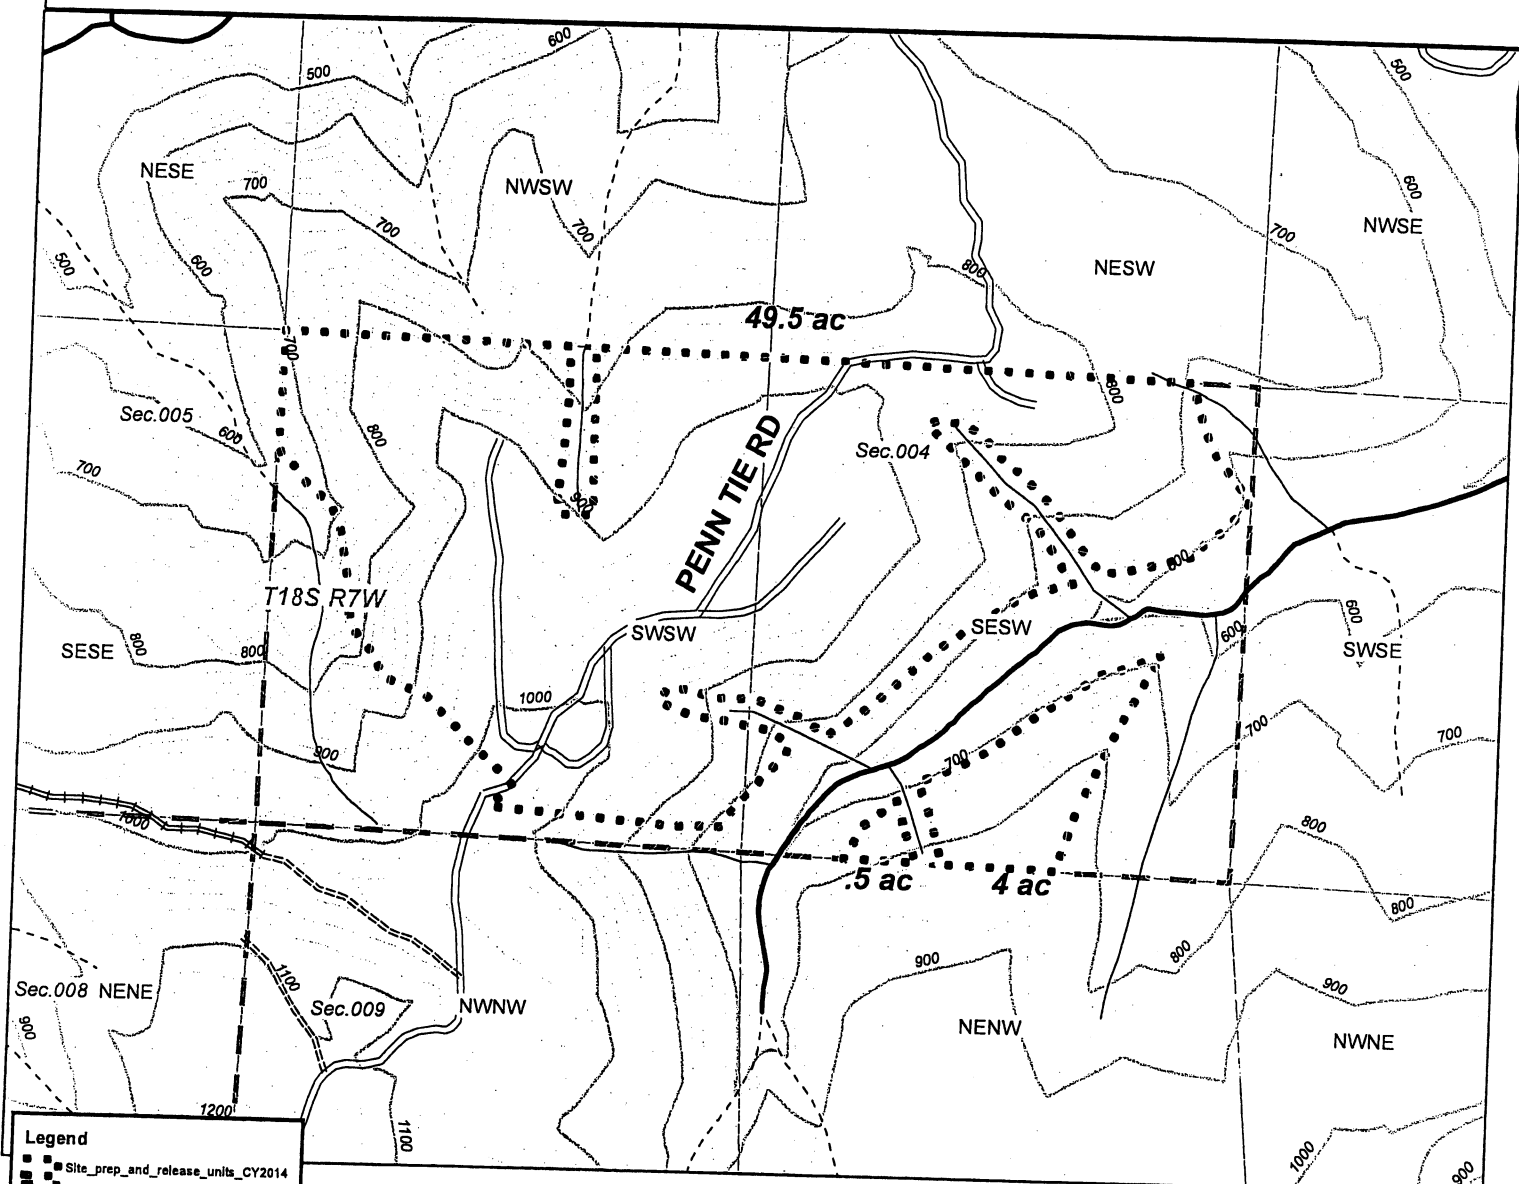 600
500
500
NESE
NWSW
700
600
700
700
NWSE
700
500
600
800
NESW
49.5 ac
700
800
Sec.005
600
800
PENN TIE RD
Sec.004
700
900
800
T18S R7W
SWSW
SESW
600
600
SESE
800
800
SWSE
1000
700
700
900
700
1000
800
.5 ac
4 ac
800
900
800
1100
Sec.008 NENE
Sec.009
NWNW
900
900
NENW
NWNE
1200
1100
1000
900
Legend
Site_prep_and_release_units_CY2014